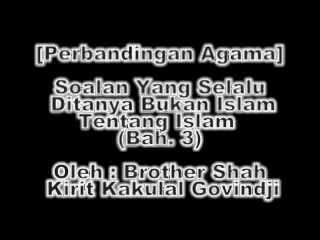 [Perbandingan Agama]
Soalan Yang Selalu
Ditanya Bukan Islam
Tentang Islam
(Bah. 3)
Oleh : Brother Shah
Kirit Kakulal Govindji